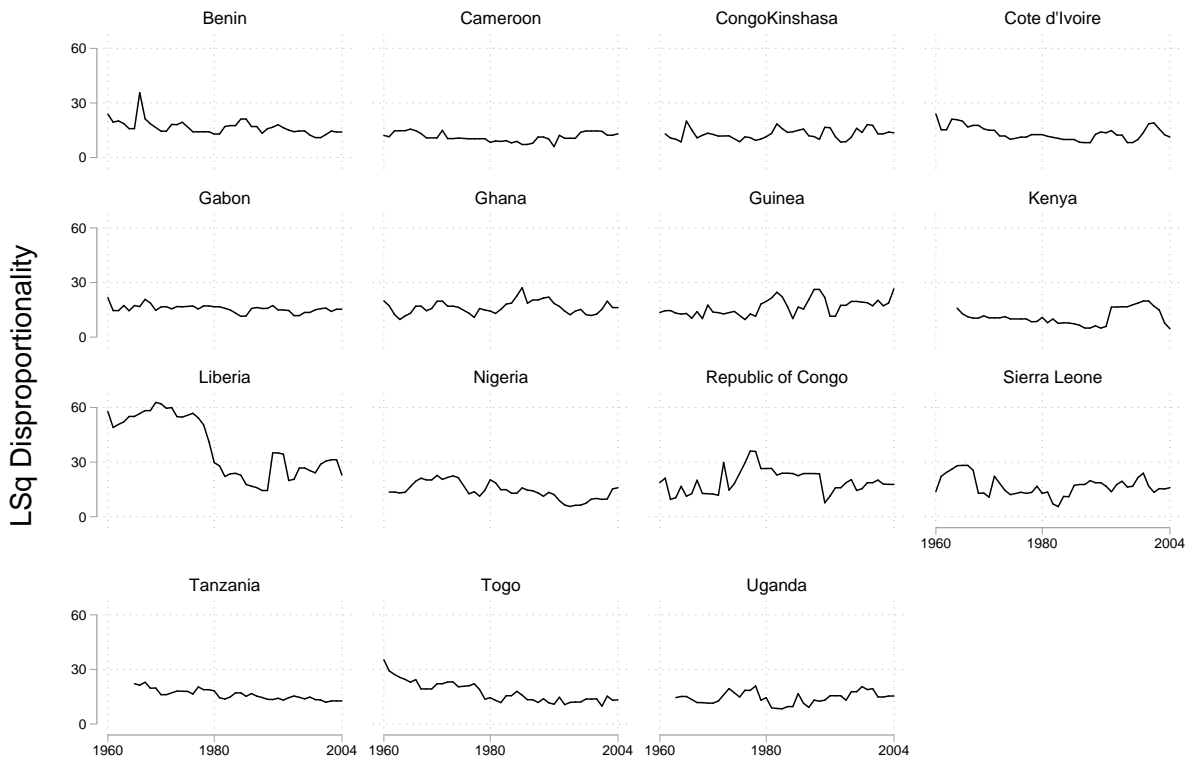 Benin Cameroon CongoKinshasa Cote d'Ivoire
60
30
0
Gabon Ghana Guinea Kenya
60
30
0
Liberia Nigeria Republic of Congo Sierra Leone
60
30
0
1960 1980 2004
Tanzania Togo Uganda
60
30
0
1960 1980 2004 1960 1980 2004 1960 1980 2004
LSq Disproportionality